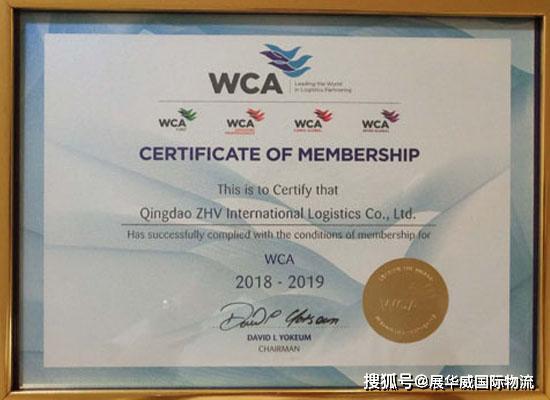 WCA
Leading the World
in Logistics Partnering
WCA
WCA
WCA
WCA
CERTIFICATE OF MEMBERSHIP
This is to Certify that
Qingdao ZHV International Logistics Co., Ltd.
Has successfully complied with the conditions of membership for
WCA
2018 - 2019
DAVID L YOKEUM
CHAIRMAN
WCA
搜狐号@展华威国际物流